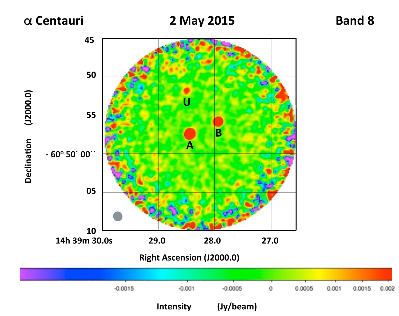 α Centauri
2 May 2015
Band 8
45
50
55
- 60° 50' 00''
05
10
Declination (J2000.0)
U
B
A
14h 39m 30.0s 29.0 28.0 27.0
Right Ascension (J2000.0)
-0.0015 -0.001 -0.0005 0 0.0005 0.001 0.0015 0.002
Intensity (Jy/beam)